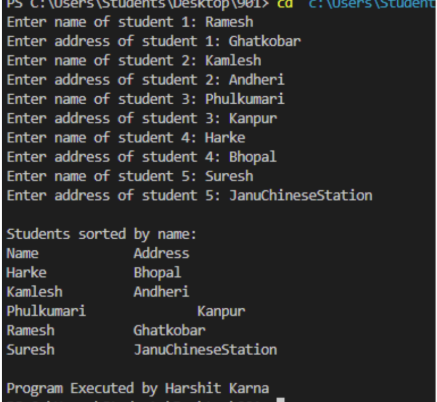 PS C:\Users\Students\Desktop\901> cd  c:\Users\Student
Enter name of student 1: Ramesh
Enter address of student 1: Ghatkobar
Enter name of student 2: Kamlesh
Enter address of student 2: Andheri
Enter name of student 3: Phulkumari
Enter address of student 3: Kanpur
Enter name of student 4: Harke
Enter address of student 4: Bhopal
Enter name of student 5: Suresh
Enter address of student 5: JanuChineseStation

Students sorted by name:
Name            Address
Harke           Bhopal
Kamlesh         Andheri
Phulkumari              Kanpur
Ramesh          Ghatkobar
Suresh          JanuChineseStation

Program Executed by Harshit Karna